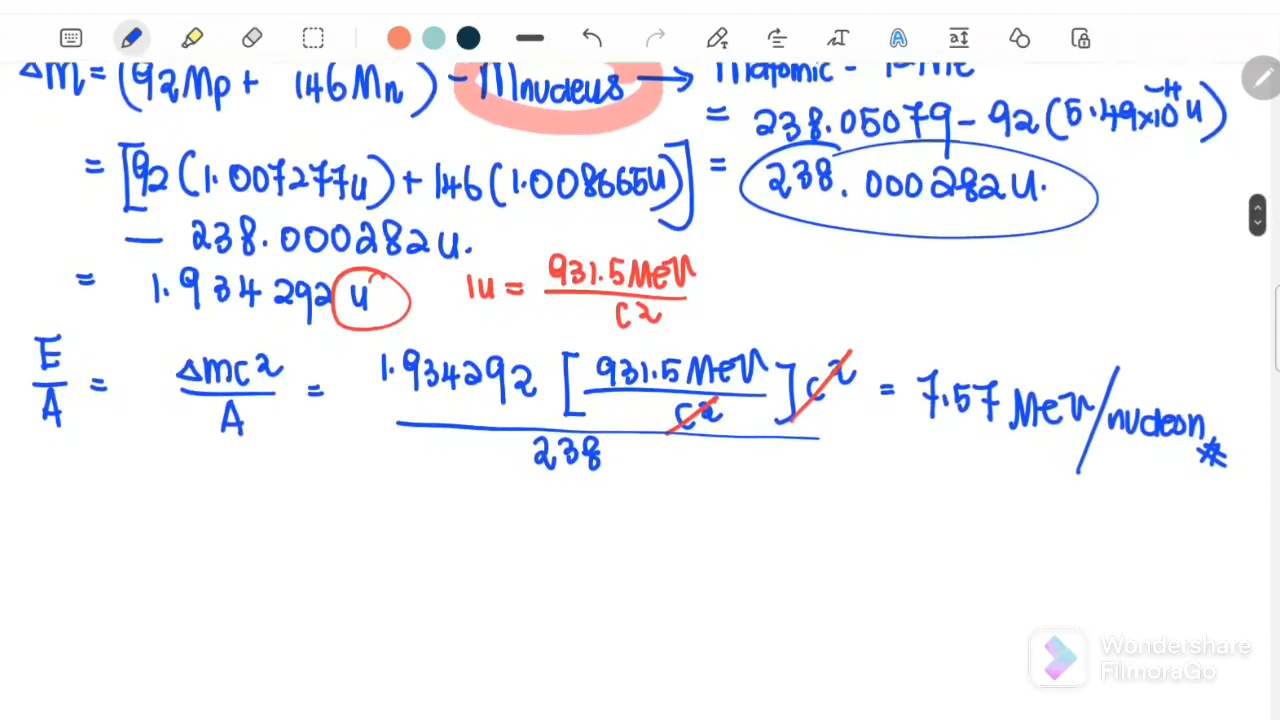 Δm = (92Mp + 146Mn) - Mnucleus → Matomic -
= 238.05079 - 92(5.49×10⁻⁴u)
= [92(1.007277u) + 146(1.008665u)] = 238.000282u.
- 238.000282u.
= 1.934292u 1u = 931.5MeV/c²
E/A = Δmc²/A = 1.934292 [931.5MeV/c²]c²/238 = 7.57 MeV/nucleon*
Wondershare
FilmoraGo